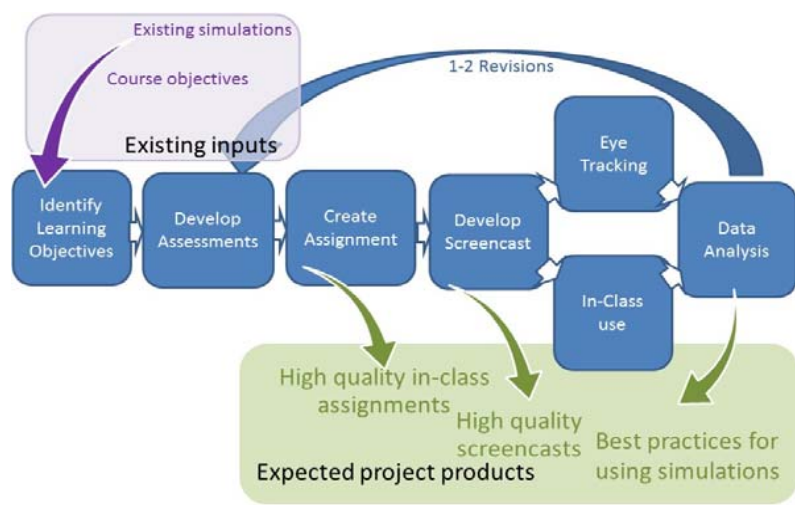 Existing simulations
Course objectives
Existing inputs
1-2 Revisions
Identify
Learning
Objectives
Develop
Assessments
Create
Assignment
Develop
Screencast
Eye
Tracking
In-Class
use
Data
Analysis
High quality in-class
assignments
High quality
screencasts
Best practices for
using simulations
Expected project products